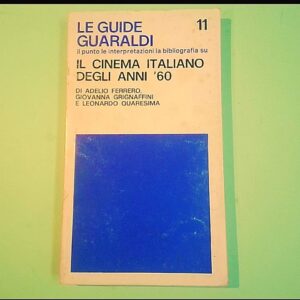 LE GUIDE 11
GUARALDI
il punto le interpretazioni la bibliografia su
IL CINEMA ITALIANO
DEGLI ANNI '60
DI ADELIO FERRERO
GIOVANNA GRIGNAFFINI
E LEONARDO QUARESIMA